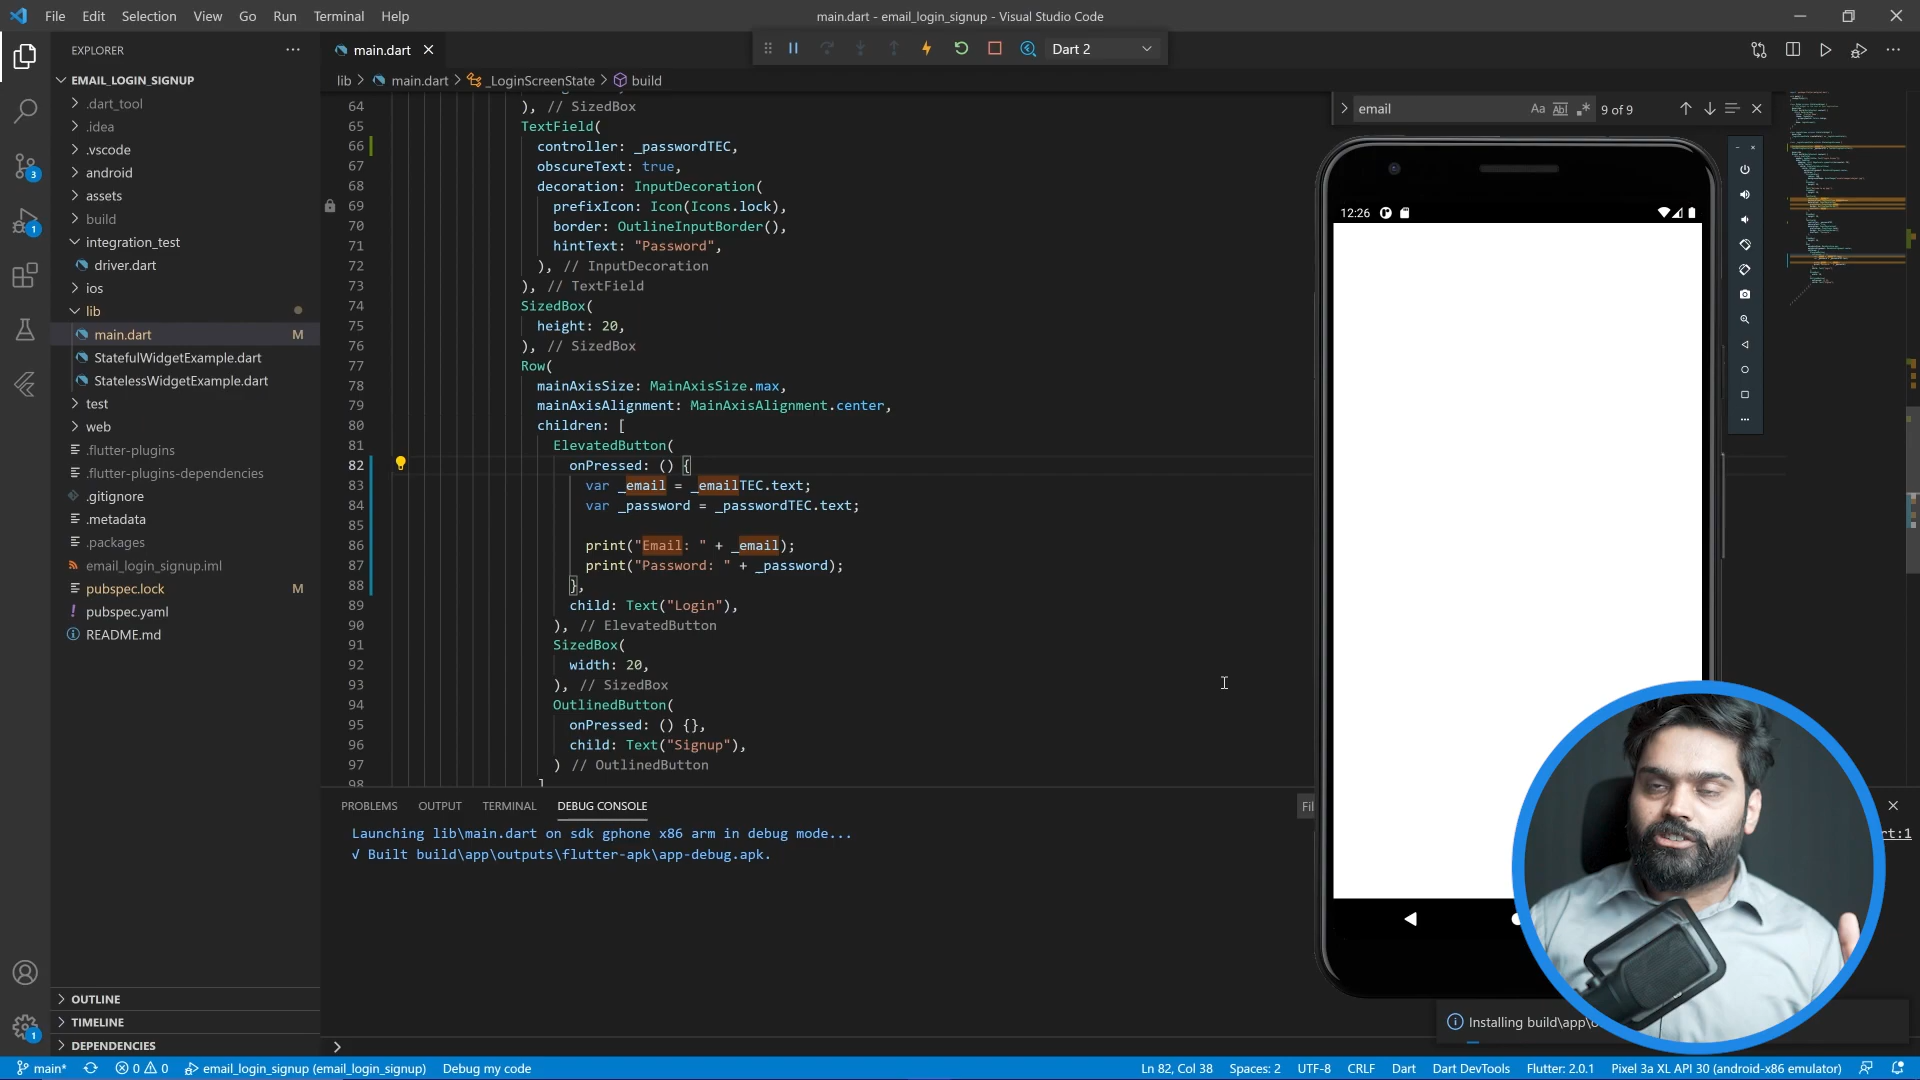 File Edit Selection View Go Run Terminal Help
main.dart - email_login_signup - Visual Studio Code
EXPLORER
main.dart
Dart 2
EMAIL_LOGIN_SIGNUP
lib > main.dart > _LoginScreenState > build
.dart_tool
.idea
.vscode
android
assets
build
integration_test
driver.dart
ios
lib
main.dart M
StatefulWidgetExample.dart
StatelessWidgetExample.dart
test
web
.flutter-plugins
.flutter-plugins-dependencies
.gitignore
.metadata
.packages
email_login_signup.iml
pubspec.lock M
pubspec.yaml
README.md
OUTLINE
TIMELINE
DEPENDENCIES
3
1
1
email
Aa Abl
9 of 9
64 ), // SizedBox
65 TextField(
66 controller: _passwordTEC,
67 obscureText: true,
68 decoration: InputDecoration(
69 prefixIcon: Icon(Icons.lock),
70 border: OutlineInputBorder(),
71 hintText: "Password",
72 ), // InputDecoration
73 ), // TextField
74 SizedBox(
75 height: 20,
76 ), // SizedBox
77 Row(
78 mainAxisSize: MainAxisSize.max,
79 mainAxisAlignment: MainAxisAlignment.center,
80 children: [
81 ElevatedButton(
82 onPressed: () {
83 var _email = _emailTEC.text;
84 var _password = _passwordTEC.text;
85
86 print("Email: " + _email);
87 print("Password: " + _password);
88 },
89 child: Text("Login"),
90 ), // ElevatedButton
91 SizedBox(
92 width: 20,
93 ), // SizedBox
94 OutlinedButton(
95 onPressed: () {},
96 child: Text("Signup"),
97 ) // OutlinedButton
98 ]
12:26
PROBLEMS OUTPUT TERMINAL DEBUG CONSOLE
Fil
Launching lib\main.dart on sdk gphone x86 arm in debug mode...
√ Built build\app\outputs\flutter-apk\app-debug.apk.
rt:1
Installing build\app\o
main* 0 0 email_login_signup (email_login_signup) Debug my code
Ln 82, Col 38 Spaces: 2 UTF-8 CRLF Dart Dart DevTools Flutter: 2.0.1 Pixel 3a XL API 30 (android-x86 emulator)